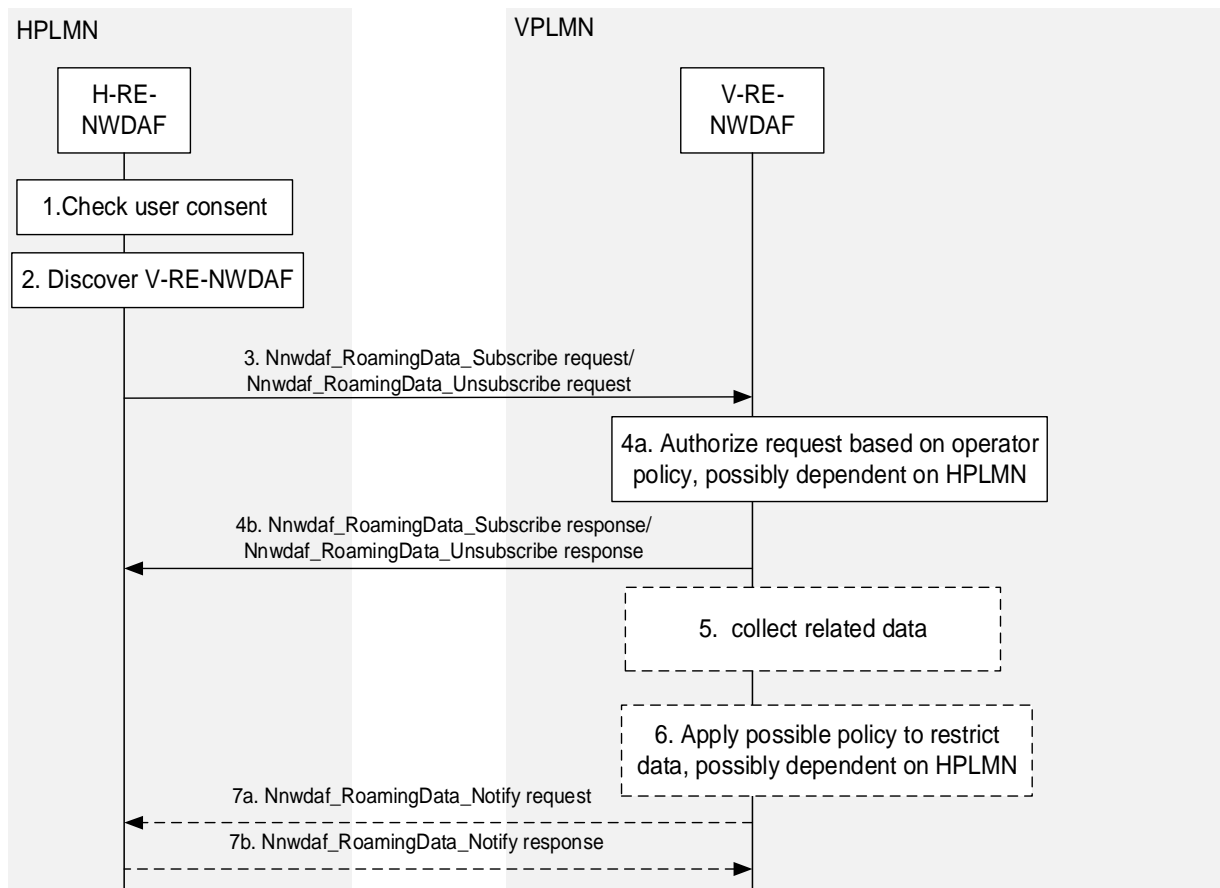 HPLMN
VPLMN
H-RE-
NWDAF
V-RE-
NWDAF
1.Check user consent
2. Discover V-RE-NWDAF
3. Nnwdaf_RoamingData_Subscribe request/
Nnwdaf_RoamingData_Unsubscribe request
4a. Authorize request based on operator
policy, possibly dependent on HPLMN
4b. Nnwdaf_RoamingData_Subscribe response/
Nnwdaf_RoamingData_Unsubscribe response
5. collect related data
6. Apply possible policy to restrict
data, possibly dependent on HPLMN
7a. Nnwdaf_RoamingData_Notify request
7b. Nnwdaf_RoamingData_Notify response